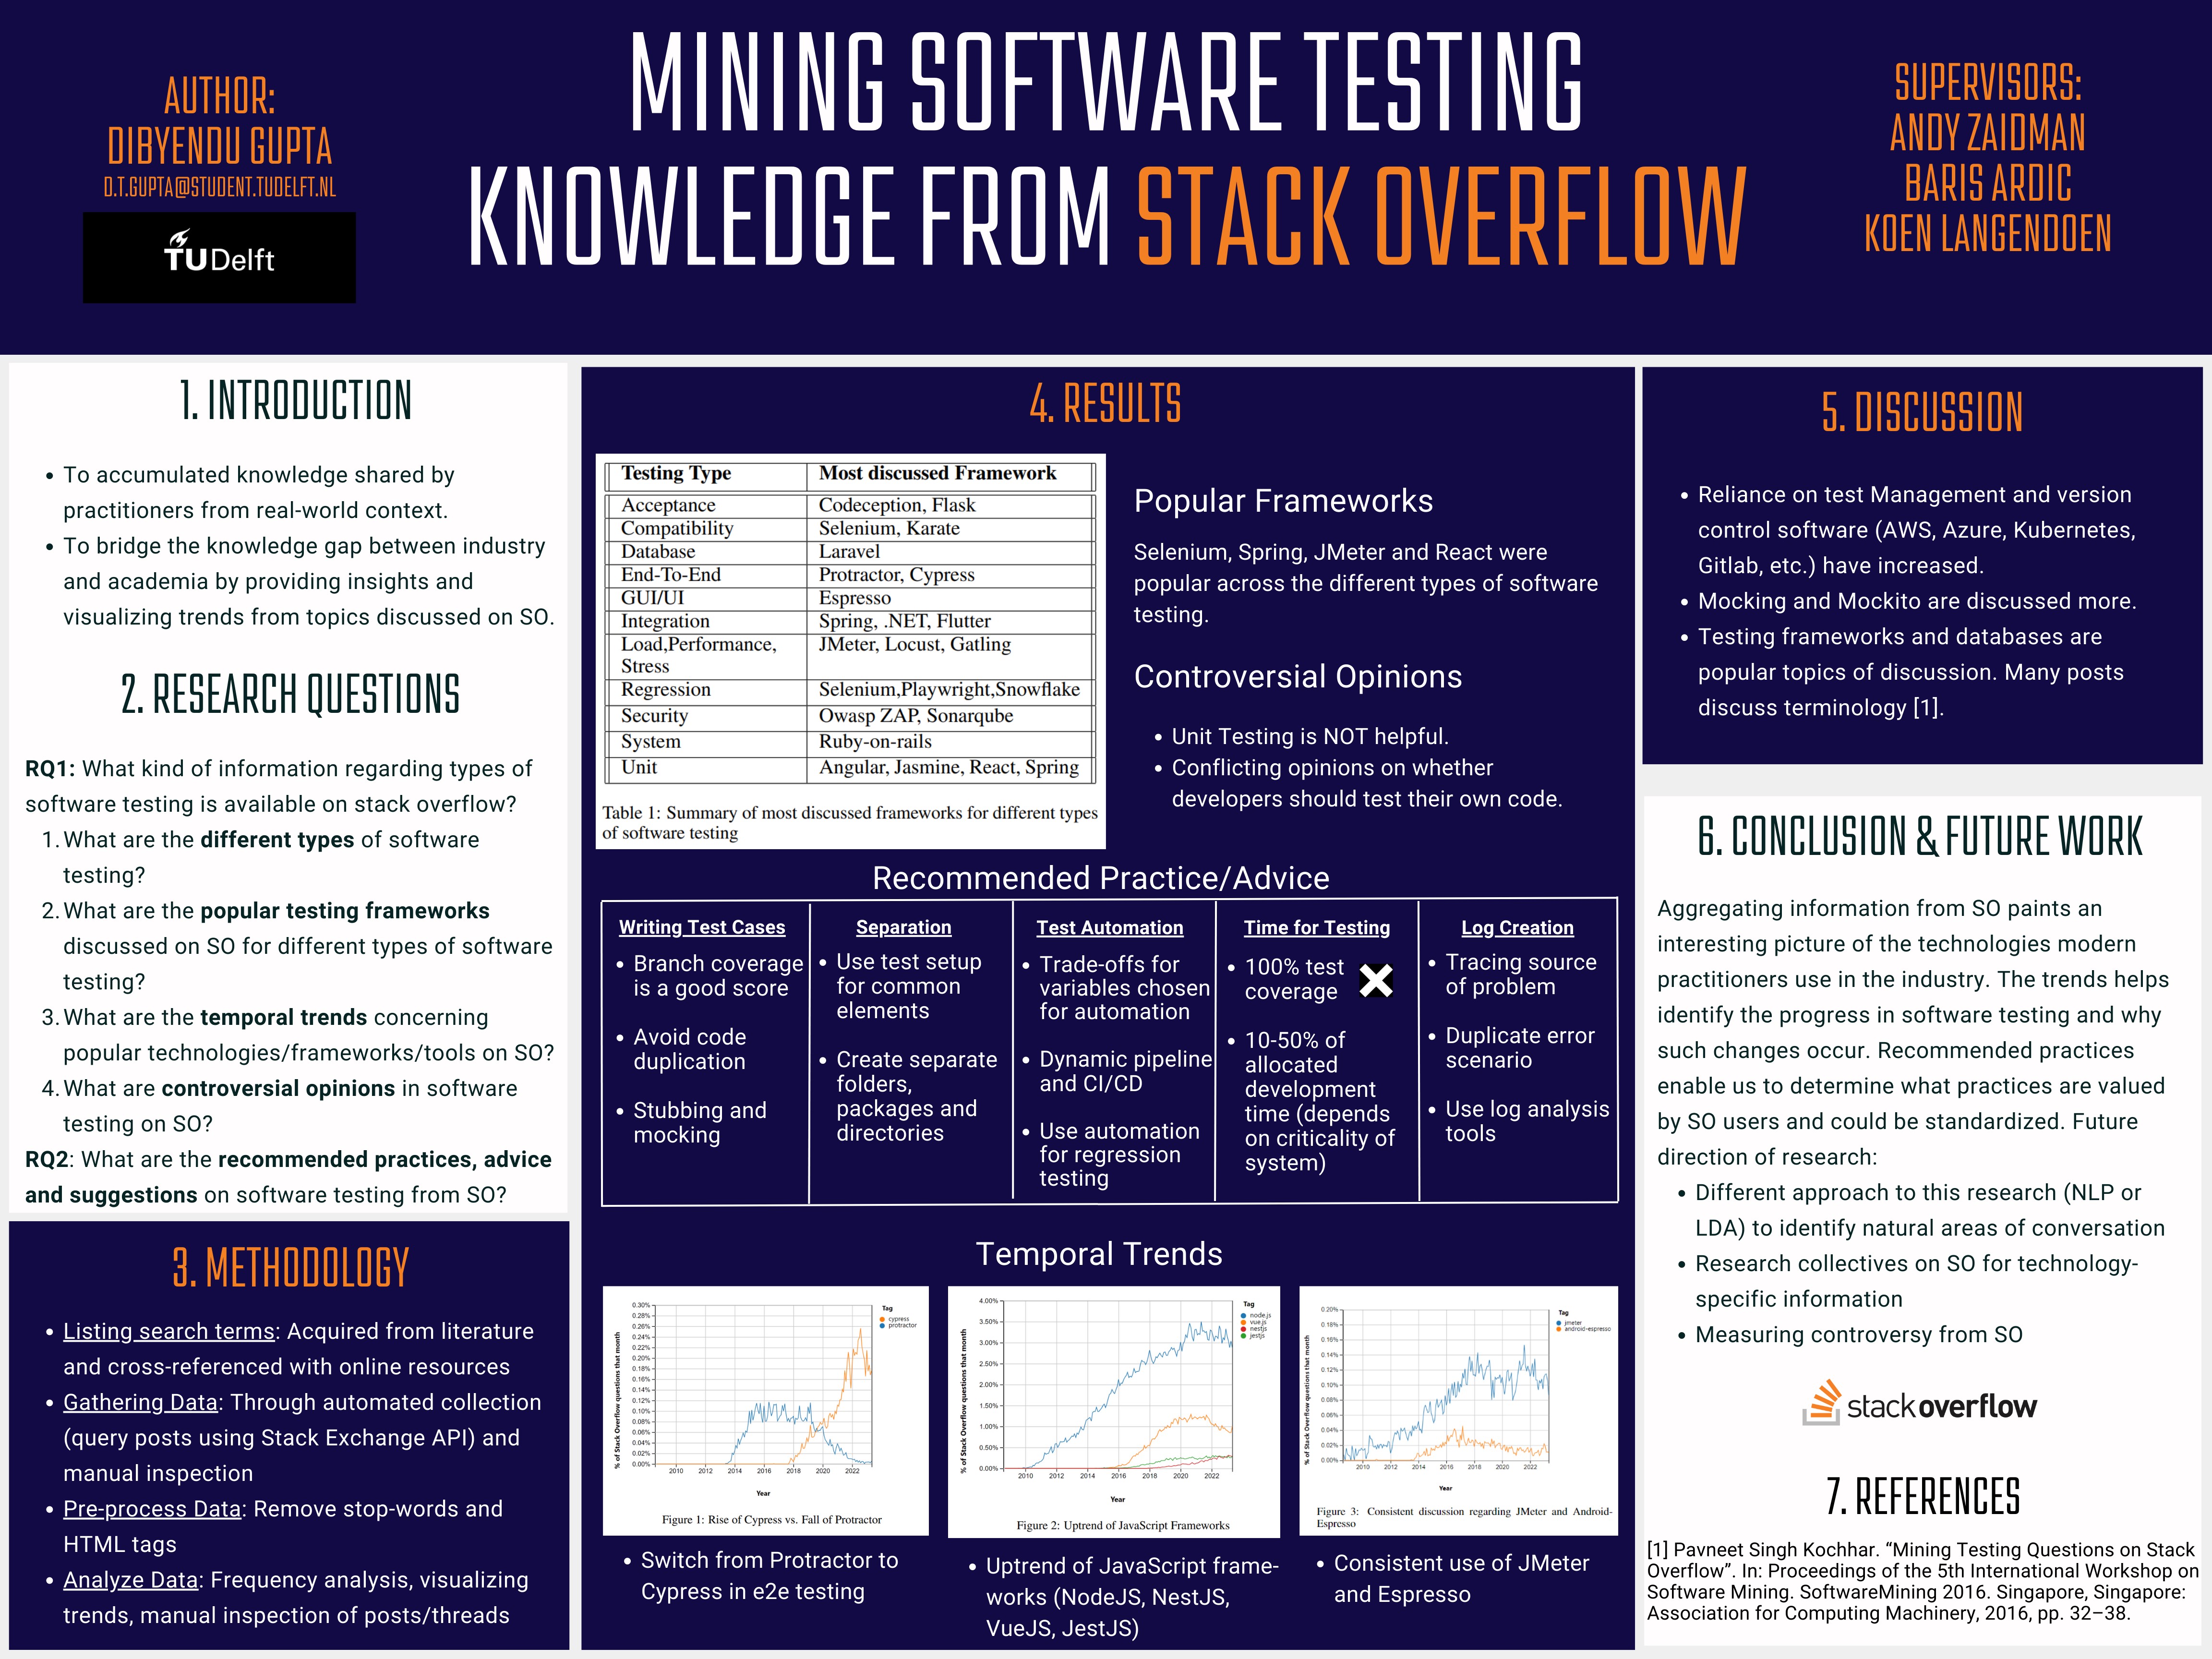 AUTHOR:
DIBYENDU GUPTA
D.T.GUPTA@STUDENT.TUDELFT.NL
TUDelft
MINING SOFTWARE TESTING
KNOWLEDGE FROM STACK OVERFLOW
SUPERVISORS:
ANDY ZAIDMAN
BARIS ARDIC
KOEN LANGENDOEN
1. INTRODUCTION
• To accumulated knowledge shared by
practitioners from real-world context.
• To bridge the knowledge gap between industry
and academia by providing insights and
visualizing trends from topics discussed on SO.
2. RESEARCH QUESTIONS
RQ1: What kind of information regarding types of
software testing is available on stack overflow?
1. What are the different types of software
testing?
2. What are the popular testing frameworks
discussed on SO for different types of software
testing?
3. What are the temporal trends concerning
popular technologies/frameworks/tools on SO?
4. What are controversial opinions in software
testing on SO?
RQ2: What are the recommended practices, advice
and suggestions on software testing from SO?
3. METHODOLOGY
• Listing search terms: Acquired from literature
and cross-referenced with online resources
• Gathering Data: Through automated collection
(query posts using Stack Exchange API) and
manual inspection
• Pre-process Data: Remove stop-words and
HTML tags
• Analyze Data: Frequency analysis, visualizing
trends, manual inspection of posts/threads
4. RESULTS
Testing Type Most discussed Framework
Acceptance Codeception, Flask
Compatibility Selenium, Karate
Database Laravel
End-To-End Protractor, Cypress
GUI/UI Espresso
Integration Spring, .NET, Flutter
Load,Performance, JMeter, Locust, Gatling
Stress
Regression Selenium,Playwright,Snowflake
Security Owasp ZAP, Sonarqube
System Ruby-on-rails
Unit Angular, Jasmine, React, Spring
Table 1: Summary of most discussed frameworks for different types
of software testing
Popular Frameworks
Selenium, Spring, JMeter and React were
popular across the different types of software
testing.
Controversial Opinions
• Unit Testing is NOT helpful.
• Conflicting opinions on whether
developers should test their own code.
Recommended Practice/Advice
Writing Test Cases
• Branch coverage
is a good score
• Avoid code
duplication
• Stubbing and
mocking
Separation
• Use test setup
for common
elements
• Create separate
folders,
packages and
directories
Test Automation
• Trade-offs for
variables chosen
for automation
• Dynamic pipeline
and CI/CD
• Use automation
for regression
testing
Time for Testing
• 100% test
coverage
• 10-50% of
allocated
development
time (depends
on criticality of
system)
Log Creation
• Tracing source
of problem
• Duplicate error
scenario
• Use log analysis
tools
Temporal Trends
% of Stack Overflow questions that month
0.30%
0.28%
0.26%
0.24%
0.22%
0.20%
0.18%
0.16%
0.14%
0.12%
0.10%
0.08%
0.06%
0.04%
0.02%
0.00%
2010 2012 2014 2016 2018 2020 2022
Year
Tag
cypress
protractor
Figure 1: Rise of Cypress vs. Fall of Protractor
• Switch from Protractor to
Cypress in e2e testing
% of Stack Overflow questions that month
4.00%
3.50%
3.00%
2.50%
2.00%
1.50%
1.00%
0.50%
0.00%
2010 2012 2014 2016 2018 2020 2022
Year
Tag
node.js
vue.js
nestjs
jestjs
Figure 2: Uptrend of JavaScript Frameworks
• Uptrend of JavaScript frame-
works (NodeJS, NestJS,
VueJS, JestJS)
% of Stack Overflow questions that month
0.20%
0.18%
0.16%
0.14%
0.12%
0.10%
0.08%
0.06%
0.04%
0.02%
0.00%
2010 2012 2014 2016 2018 2020 2022
Year
Tag
jmeter
android-espresso
Figure 3: Consistent discussion regarding JMeter and Android-
Espresso
• Consistent use of JMeter
and Espresso
5. DISCUSSION
• Reliance on test Management and version
control software (AWS, Azure, Kubernetes,
Gitlab, etc.) have increased.
• Mocking and Mockito are discussed more.
• Testing frameworks and databases are
popular topics of discussion. Many posts
discuss terminology [1].
6. CONCLUSION & FUTURE WORK
Aggregating information from SO paints an
interesting picture of the technologies modern
practitioners use in the industry. The trends helps
identify the progress in software testing and why
such changes occur. Recommended practices
enable us to determine what practices are valued
by SO users and could be standardized. Future
direction of research:
• Different approach to this research (NLP or
LDA) to identify natural areas of conversation
• Research collectives on SO for technology-
specific information
• Measuring controversy from SO
stackoverflow
7. REFERENCES
[1] Pavneet Singh Kochhar. “Mining Testing Questions on Stack
Overflow”. In: Proceedings of the 5th International Workshop on
Software Mining. SoftwareMining 2016. Singapore, Singapore:
Association for Computing Machinery, 2016, pp. 32–38.